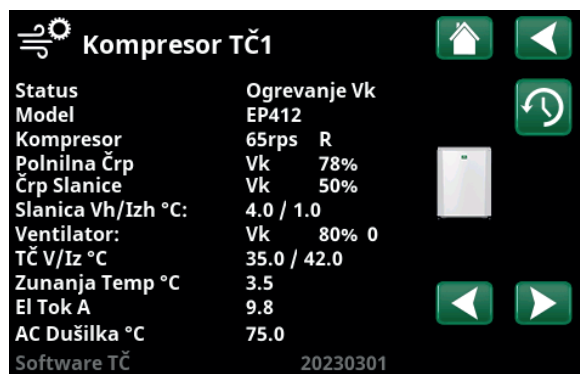 Kompresor TČ1
Status Ogrevanje Vk
Model EP412
Kompresor 65rps R
Polnilna Črp Vk 78%
Črp Slanice Vk 50%
Slanica Vh/Izh °C: 4.0 / 1.0
Ventilator: Vk 80% 0
TČ V/Iz °C 35.0 / 42.0
Zunanja Temp °C 3.5
El Tok A 9.8
AC Dušilka °C 75.0
Software TČ 20230301